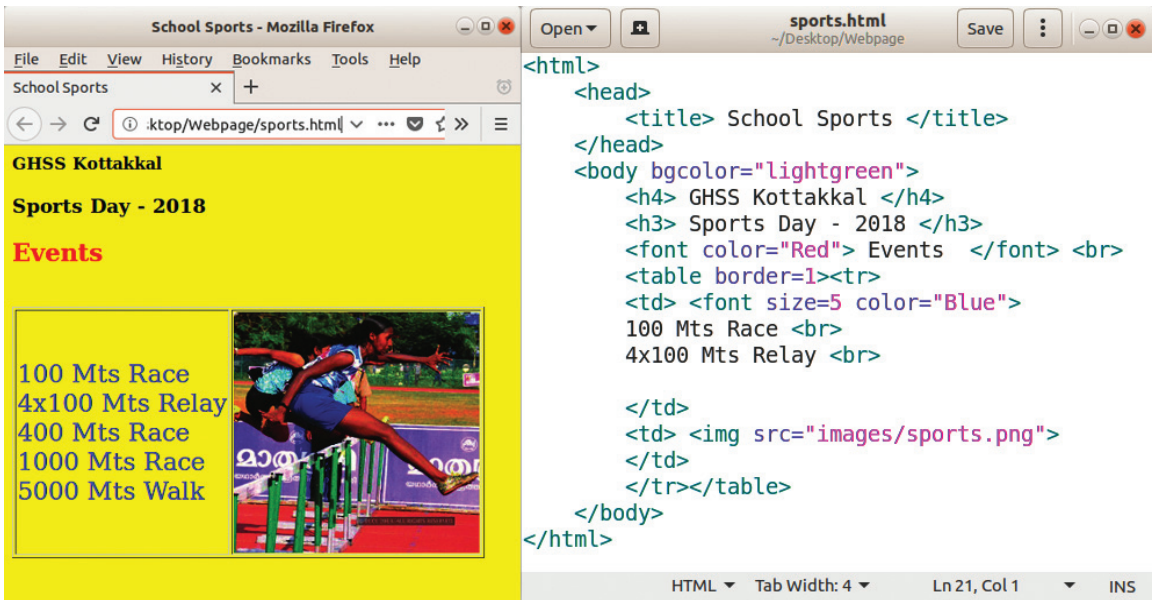 School Sports - Mozilla Firefox
File Edit View History Bookmarks Tools Help
School Sports
:ktop/Webpage/sports.html
GHSS Kottakkal
Sports Day - 2018
Events
100 Mts Race
4x100 Mts Relay
400 Mts Race
1000 Mts Race
5000 Mts Walk
Open
sports.html
~/Desktop/Webpage
Save
<html>
<head>
<title> School Sports </title>
</head>
<body bgcolor="lightgreen">
<h4> GHSS Kottakkal </h4>
<h3> Sports Day - 2018 </h3>
<font color="Red"> Events </font> <br>
<table border=1><tr>
<td> <font size=5 color="Blue">
100 Mts Race <br>
4x100 Mts Relay <br>
</td>
<td> <img src="images/sports.png">
</td>
</tr></table>
</body>
</html>
HTML Tab Width: 4 Ln 21, Col 1 INS